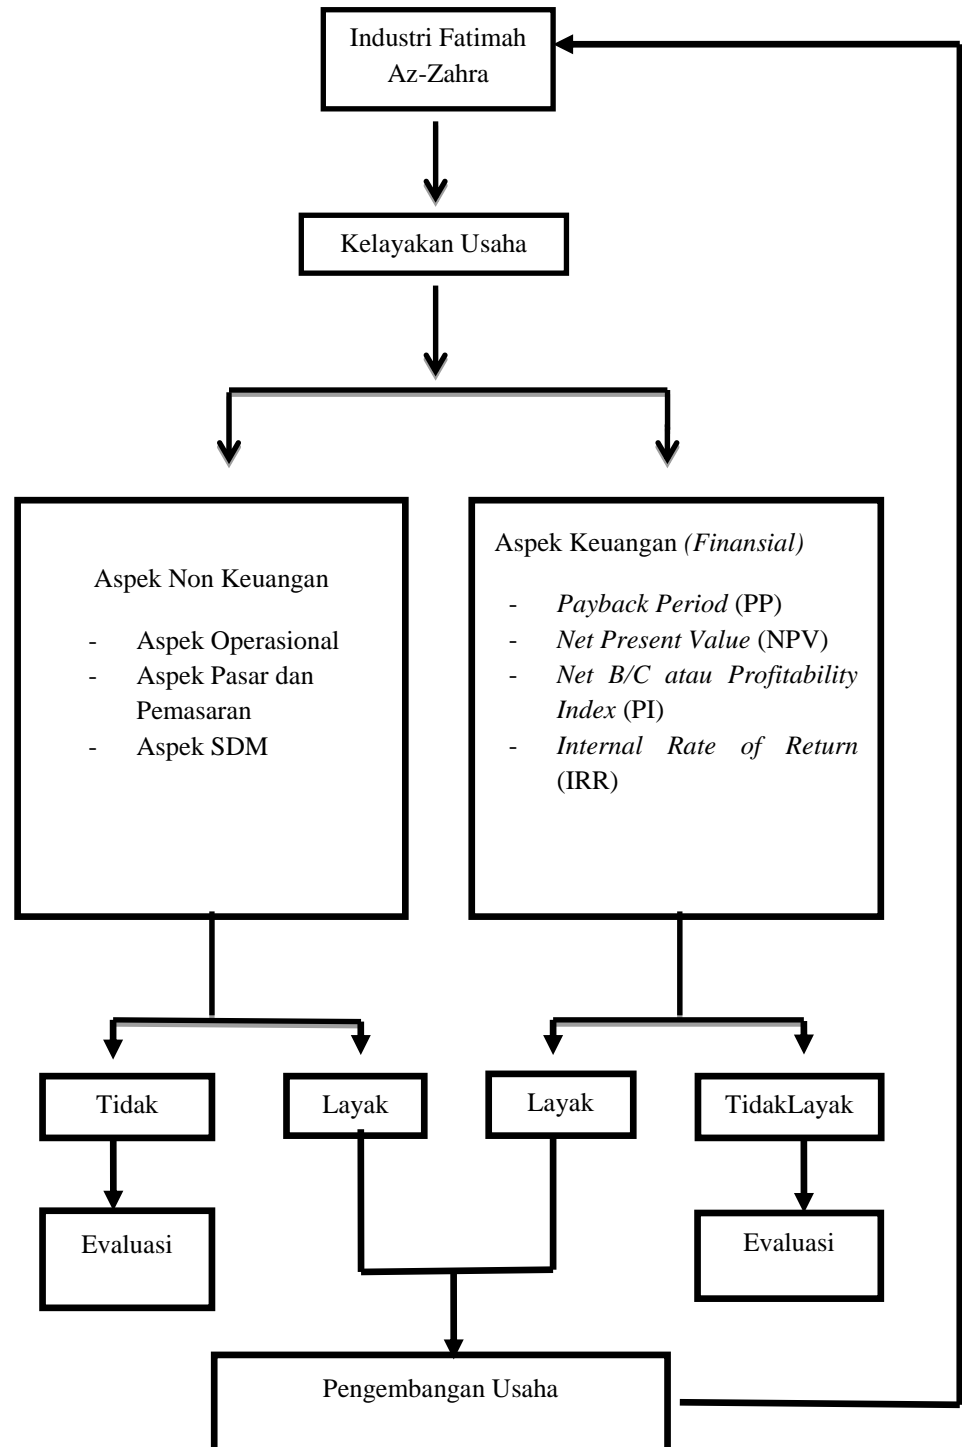 Industri Fatimah
Az-Zahra
Kelayakan Usaha
Aspek Non Keuangan
- Aspek Operasional
- Aspek Pasar dan
Pemasaran
- Aspek SDM
Aspek Keuangan (Finansial)
- Payback Period (PP)
- Net Present Value (NPV)
- Net B/C atau Profitability
Index (PI)
- Internal Rate of Return
(IRR)
Tidak
Layak
Layak
TidakLayak
Evaluasi
Evaluasi
Pengembangan Usaha